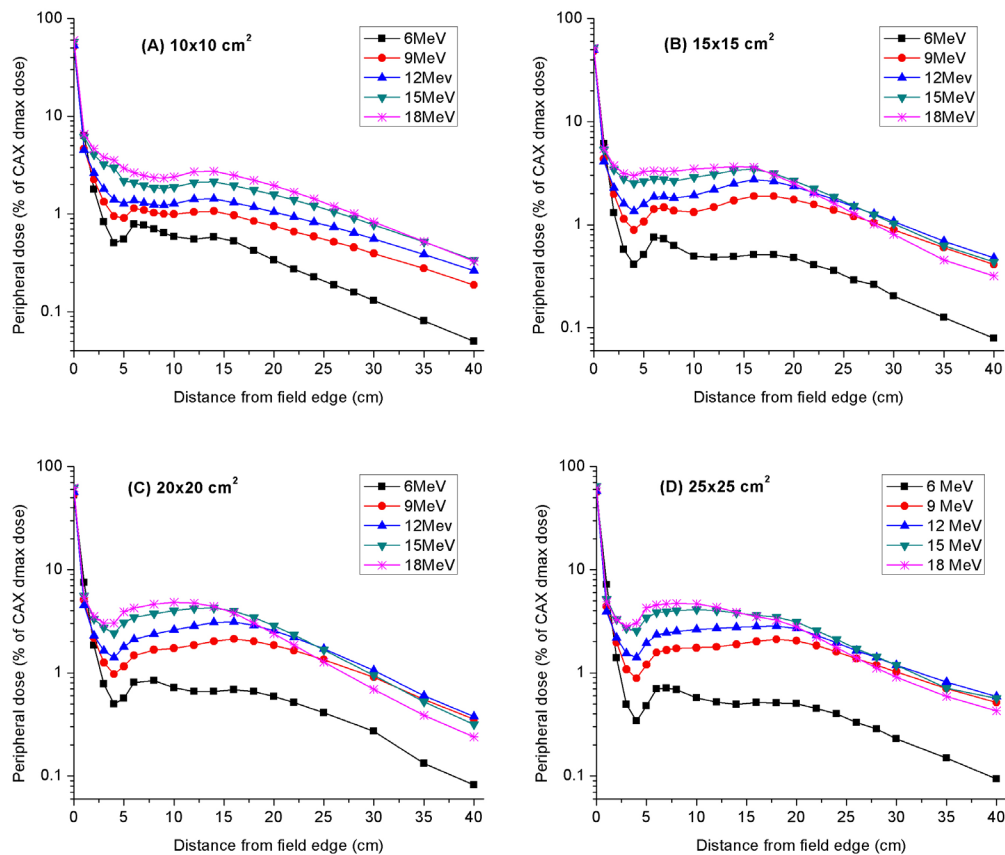 (A) 10x10 cm²
6MeV
9MeV
12Mev
15MeV
18MeV
100
10
1
0.1
0 5 10 15 20 25 30 35 40
Peripheral dose (% of CAX dmax dose)
Distance from field edge (cm)
(B) 15x15 cm²
6MeV
9MeV
12MeV
15MeV
18MeV
100
10
1
0.1
0 5 10 15 20 25 30 35 40
Peripheral dose (% of CAX dmax dose)
Distance from field edge (cm)
(C) 20x20 cm²
6MeV
9MeV
12Mev
15MeV
18MeV
100
10
1
0.1
0 5 10 15 20 25 30 35 40
Peripheral dose (% of CAX dmax dose)
Distance from field edge (cm)
(D) 25x25 cm²
6 MeV
9 MeV
12 MeV
15 MeV
18 MeV
100
10
1
0.1
0 5 10 15 20 25 30 35 40
Peripheral dose (% of CAX dmax dose)
Distance from field edge (cm)